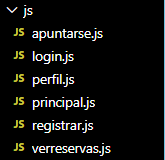 js
JS apuntarse.js
JS login.js
JS perfil.js
JS principal.js
JS registrar.js
JS verreservas.js